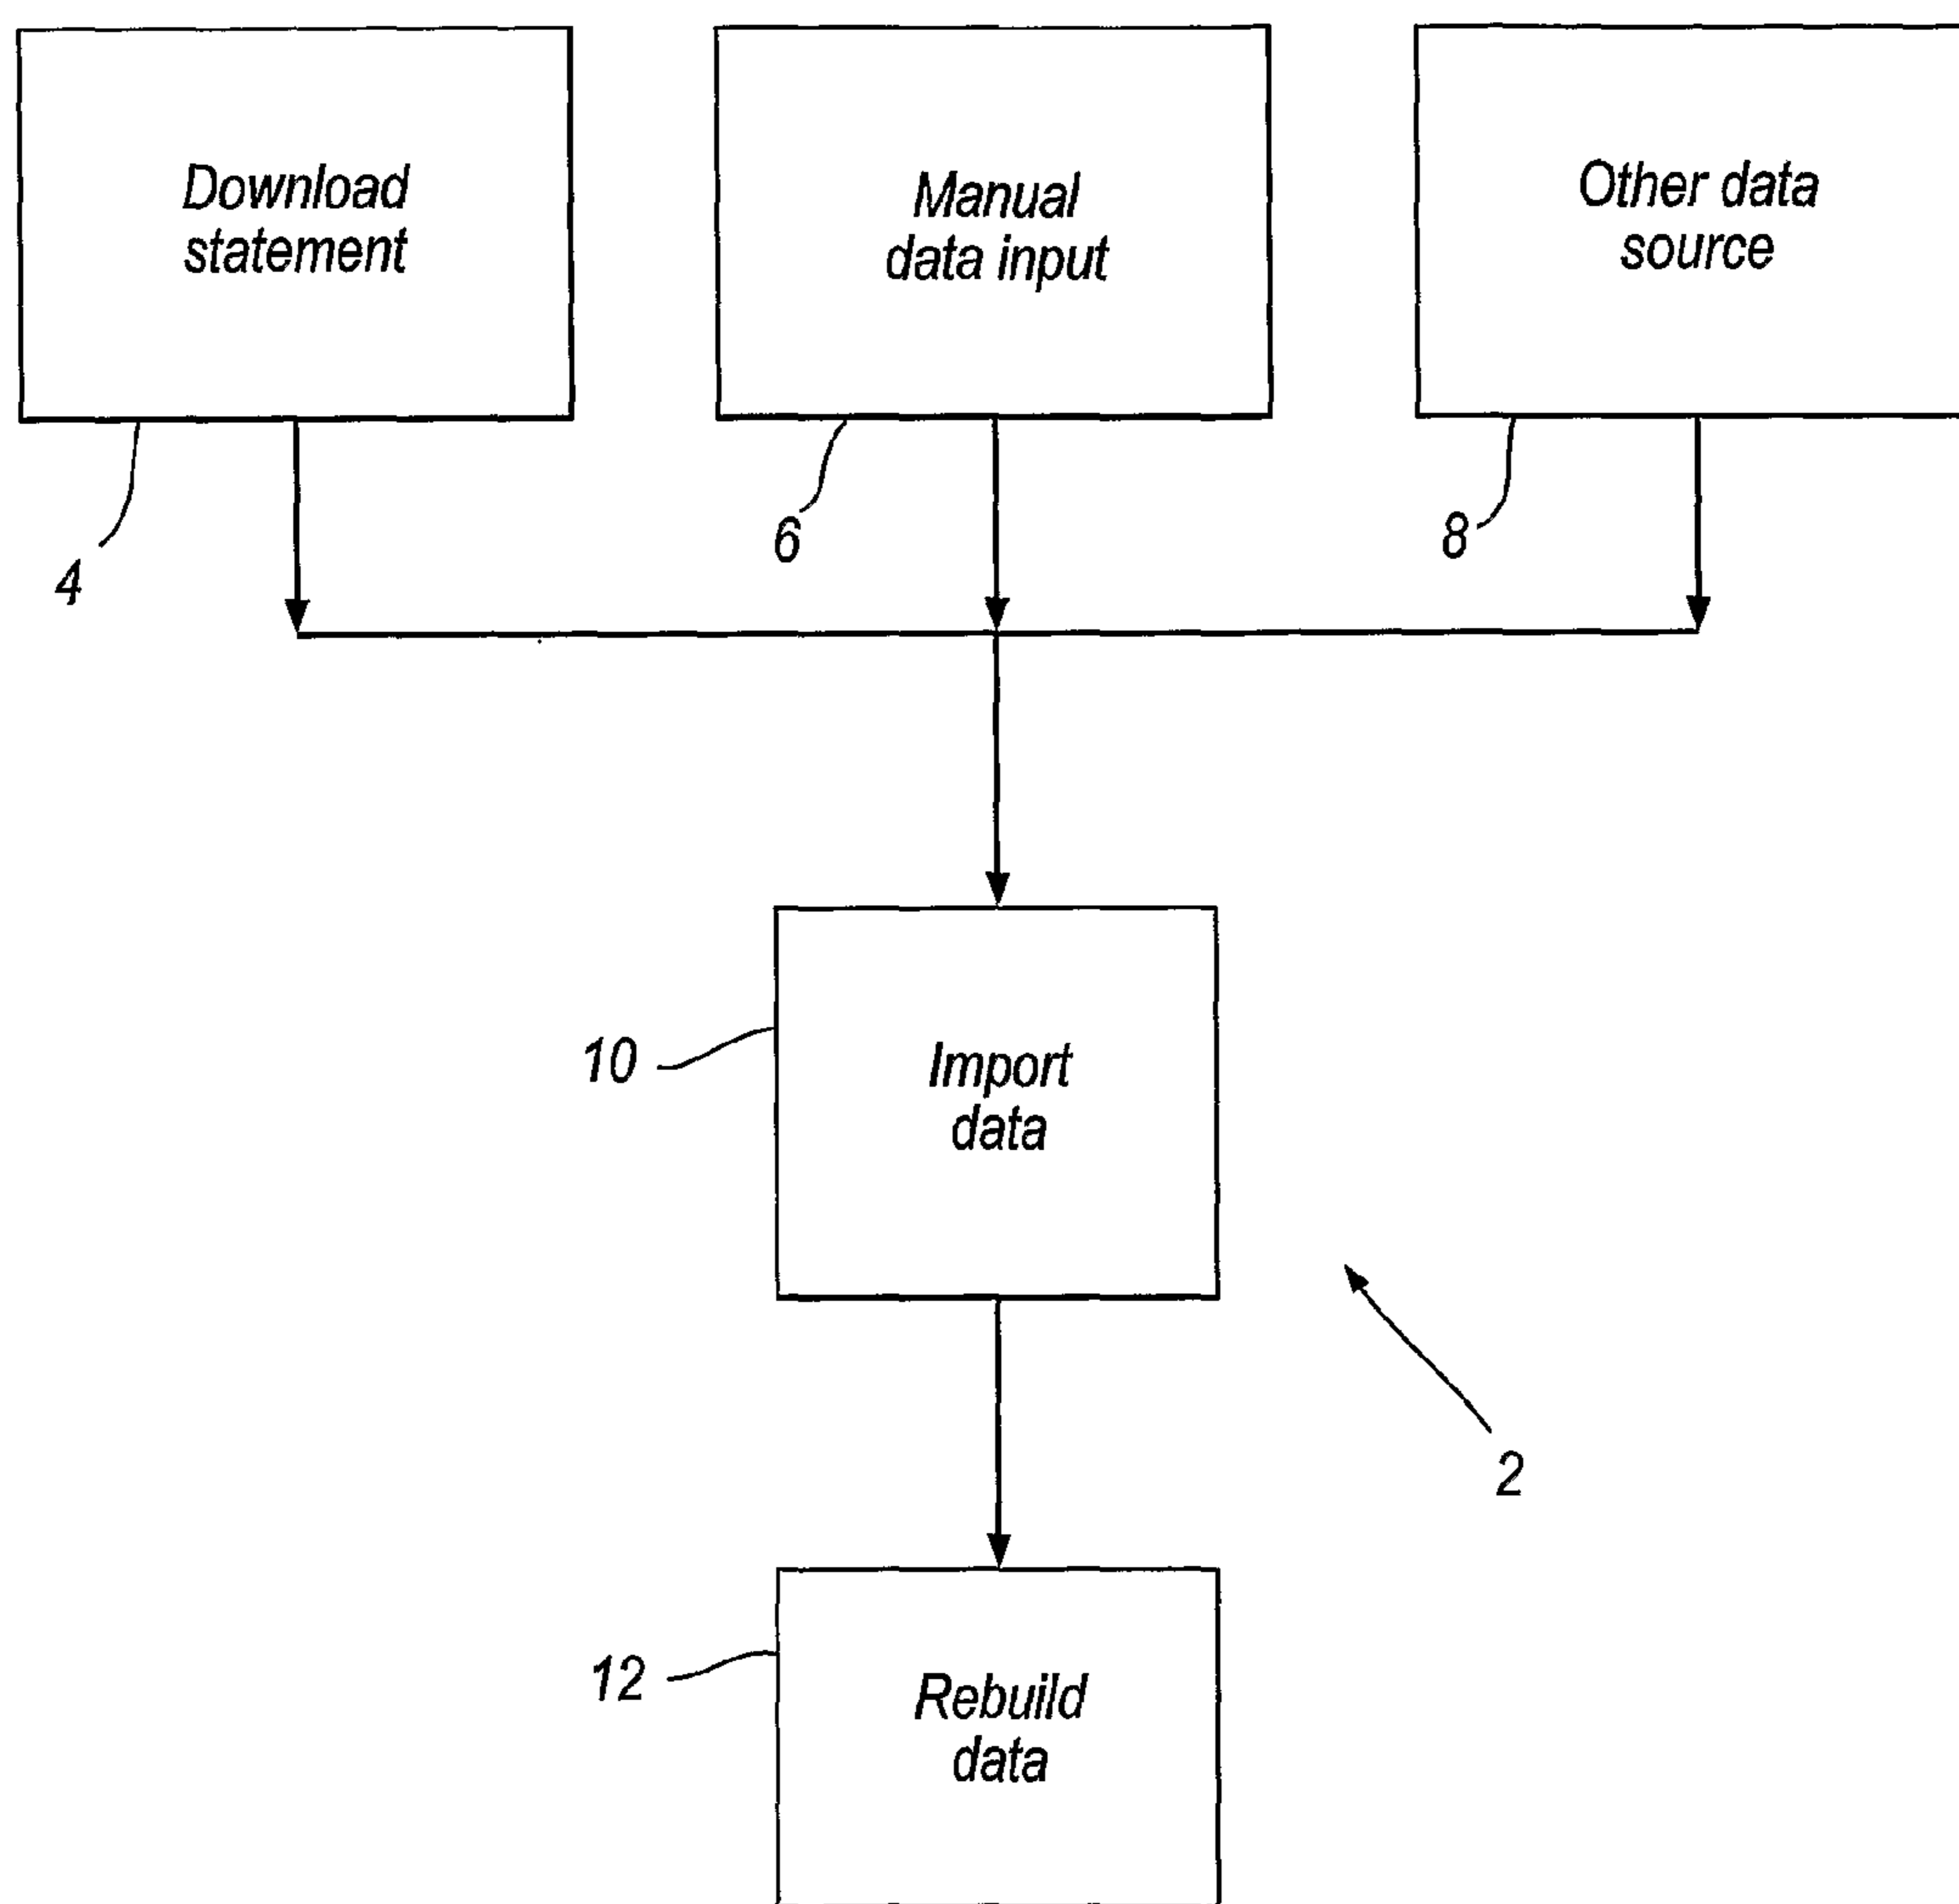 Download
statement
Manual
data input
Other data
source
4
6
8
10
Import
data
2
12
Rebuild
data